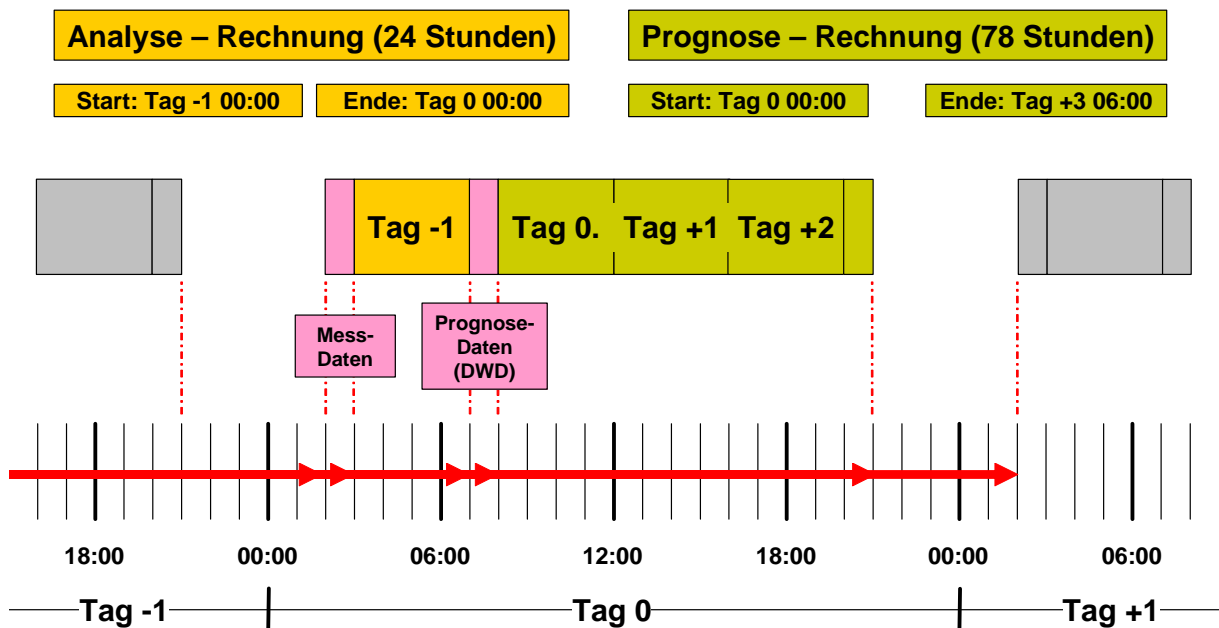 Analyse – Rechnung (24 Stunden)
Prognose – Rechnung (78 Stunden)
Start: Tag -1 00:00
Ende: Tag 0 00:00
Start: Tag 0 00:00
Ende: Tag +3 06:00
Tag -1
Tag 0.
Tag +1
Tag +2
Mess-
Daten
Prognose-
Daten
(DWD)
18:00
00:00
06:00
12:00
18:00
00:00
06:00
Tag -1
Tag 0
Tag +1